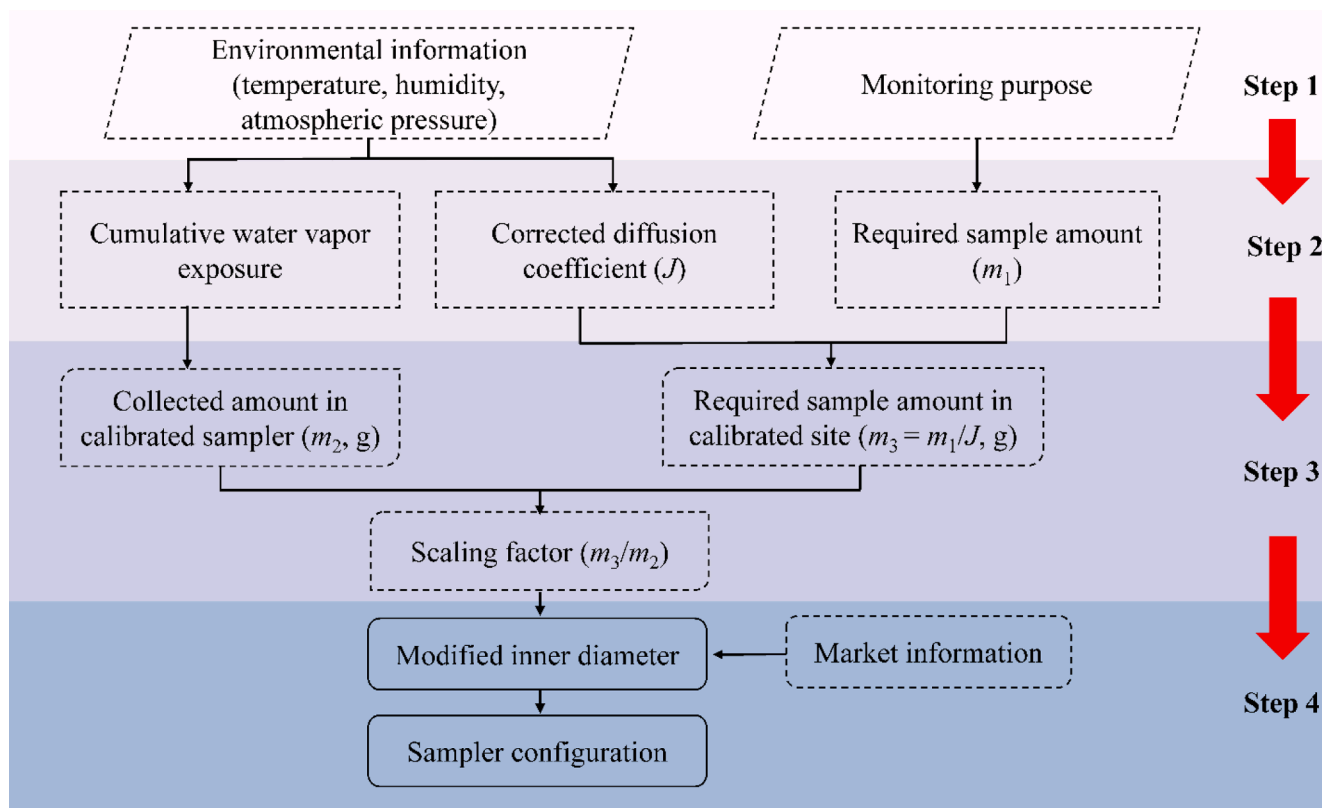 Environmental information
(temperature, humidity,
atmospheric pressure)
Monitoring purpose
Step 1
Cumulative water vapor
exposure
Corrected diffusion
coefficient (J)
Required sample amount
(m₁)
Step 2
Collected amount in
calibrated sampler (m₂, g)
Required sample amount in
calibrated site (m₃ = m₁/J, g)
Step 3
Scaling factor (m₃/m₂)
Modified inner diameter
Market information
Step 4
Sampler configuration